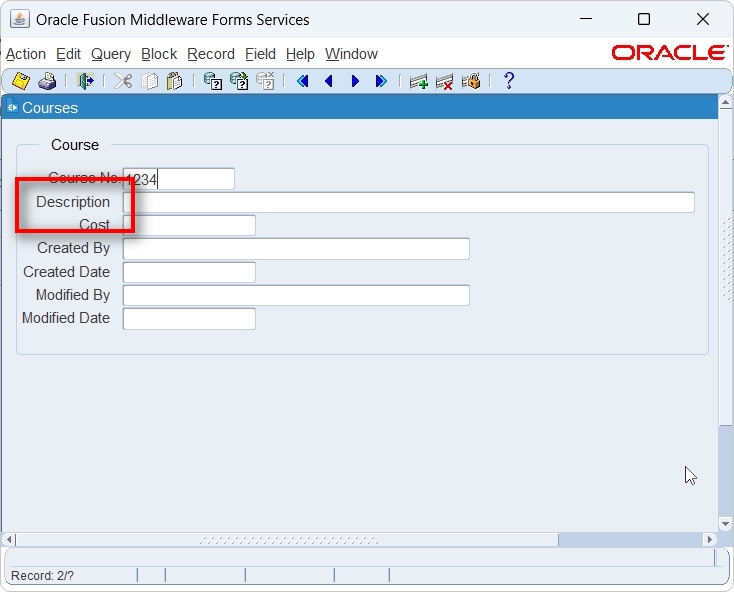 Oracle Fusion Middleware Forms Services
Action Edit Query Block Record Field Help Window
ORACLE
Courses
Course
Course No. 1234
Description
Cost
Created By
Created Date
Modified By
Modified Date
Record: 2/?